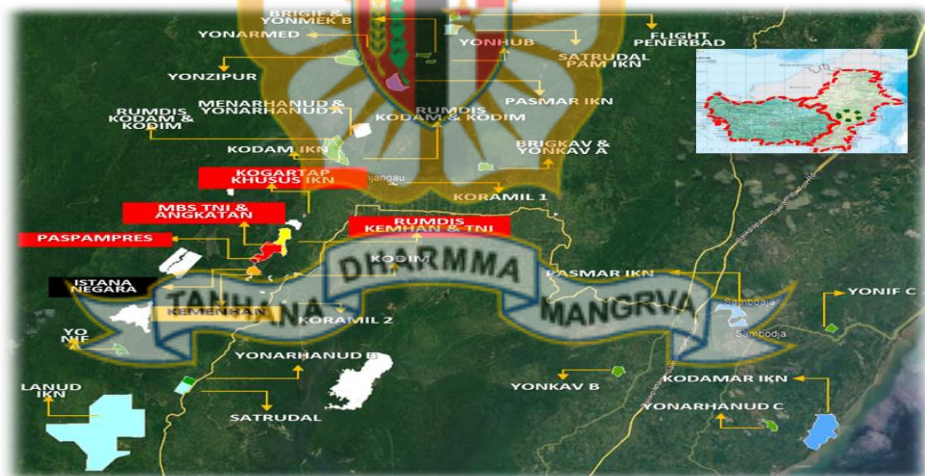 BRIGIF &
YONMEK B
YONARMED
YONHUB
FLIGHT
PENERBAD
SATRUDAL
PAM IKN
YONZIPUR
PASMAR IKN
MENARHANUD &
YONARHANUD A
RUMDIS
KODAM &
KODIM
RUMDIS
KODAM & KODIM
KODAM IKN
BRIGKAV &
YONKAV A
KOGARTAP
KHUSUS IKN
KORAMIL 1
MBS TNI &
ANGKATAN
RUMDIS
KEMHAN & TNI
PASPAMPRES
KODIM
DHARMMA
PASMAR IKN
ISTANA
NEGARA
TANHANA
MANGRVA
YONIF C
KEMENHAN
KORAMIL 2
Sambodja
Sambodja
YONARHANUD B
LANUD
IKN
YONKAV B
KODAMAR IKN
SATRUDAL
YONARHANUD C